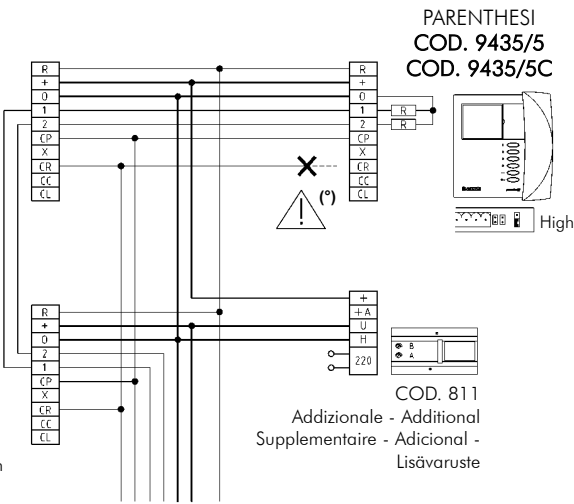 PARENTHESI
COD. 9435/5
COD. 9435/5C
R
+
0
1
2
CP
X
CR
CC
CL
R
+
0
1
2
CP
X
CR
CC
CL
R
R
(°)
High
R
+
0
2
1
CP
X
CR
CC
CL
+
+A
U
H
220
B
A
COD. 811
Addizionale - Additional
Supplementaire - Adicional -
Lisävaruste
n